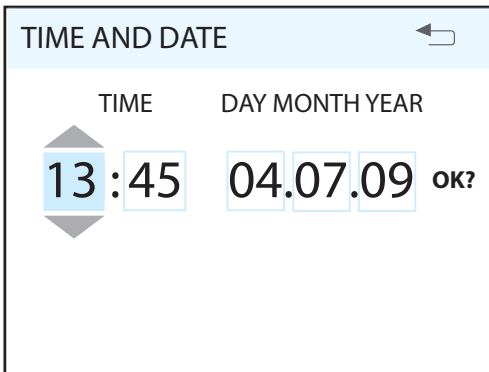 TIME AND DATE
TIME DAY MONTH YEAR
13 : 45 04.07.09 OK?